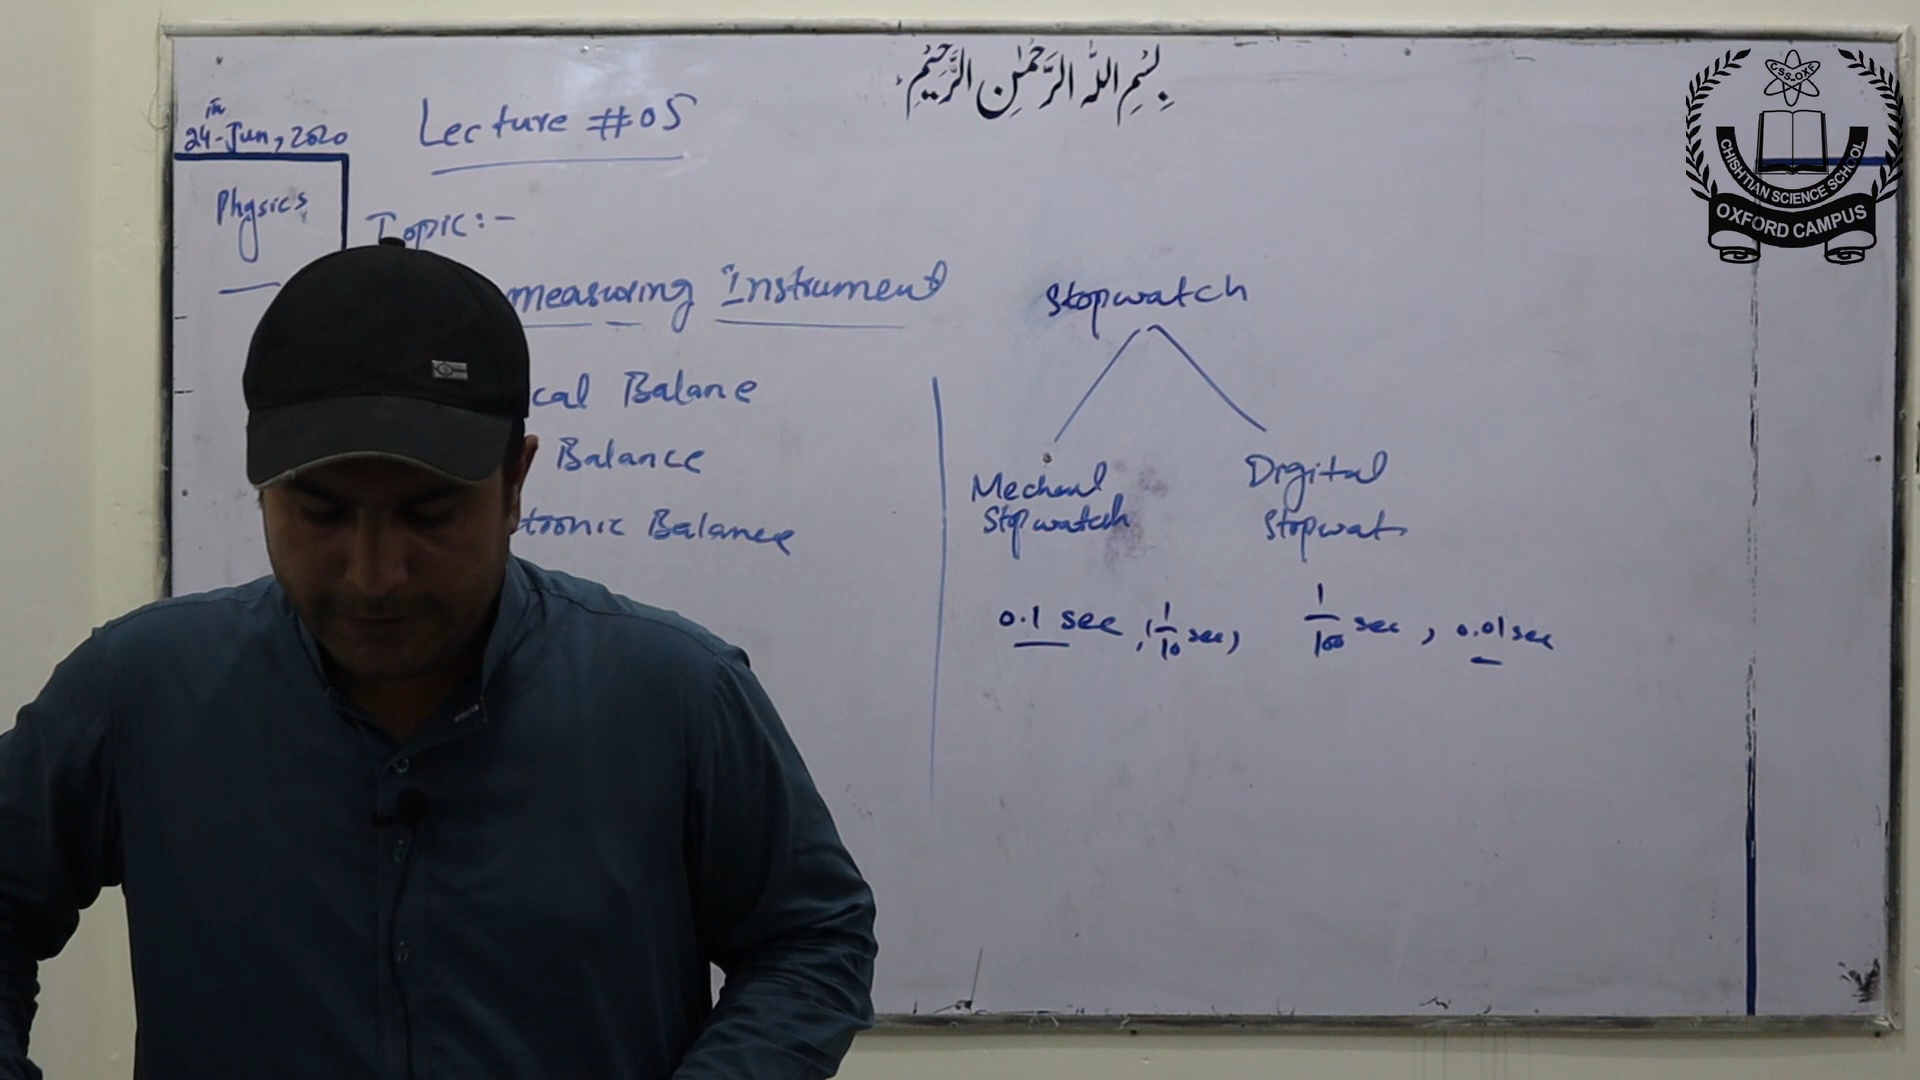 بِسْمِ اللّٰهِ الرَّحْمٰنِ الرَّحِيْمِ
24-Jun, 2020
Lecture #05
Physics
Topic:-
measuring Instrument
cal Balane
Balance
tronic Balance
Stopwatch
Mechanl
Stopwatch
Digital
Stopwat
0.1 sec, (1/10 sec)
1/100 sec, 0.01 sec
CSS-OXF
CHISHTIAN SCIENCE SCHOOL
OXFORD CAMPUS